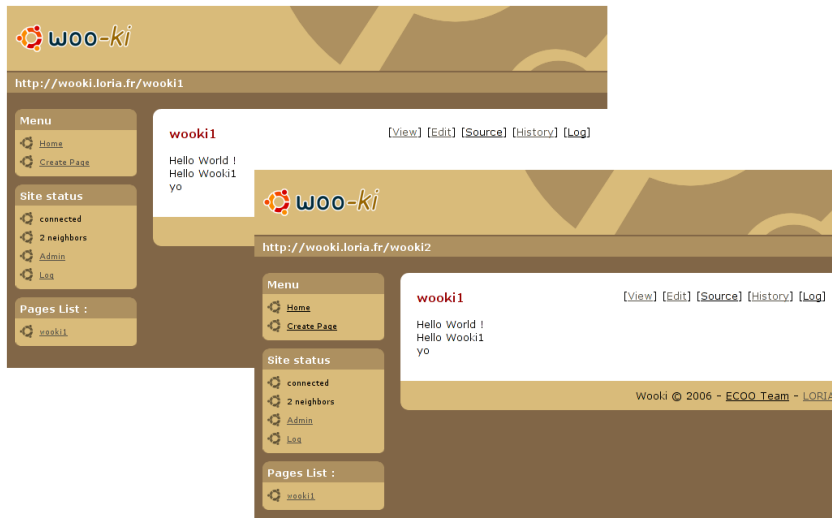 woo-ki
http://wooki.loria.fr/wooki1
Menu
Home
Create Page
Site status
connected
2 neighbors
Admin
Log
Pages List :
wooki1
wooki1
[View] [Edit] [Source] [History] [Log]
Hello World !
Hello Wooki1
yo
woo-ki
http://wooki.loria.fr/wooki2
Menu
Home
Create Page
Site status
connected
2 neighbors
Admin
Log
Pages List :
wooki1
wooki1
[View] [Edit] [Source] [History] [Log]
Hello World !
Hello Wooki1
yo
Wooki © 2006 - ECOO Team - LORIA